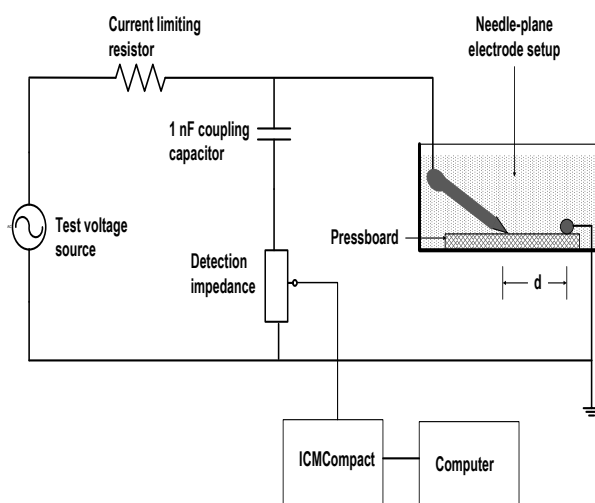 Current limiting
resistor
Needle-plane
electrode setup
1 nF coupling
capacitor
Test voltage
source
Pressboard
Detection
impedance
d
ICMCompact
Computer